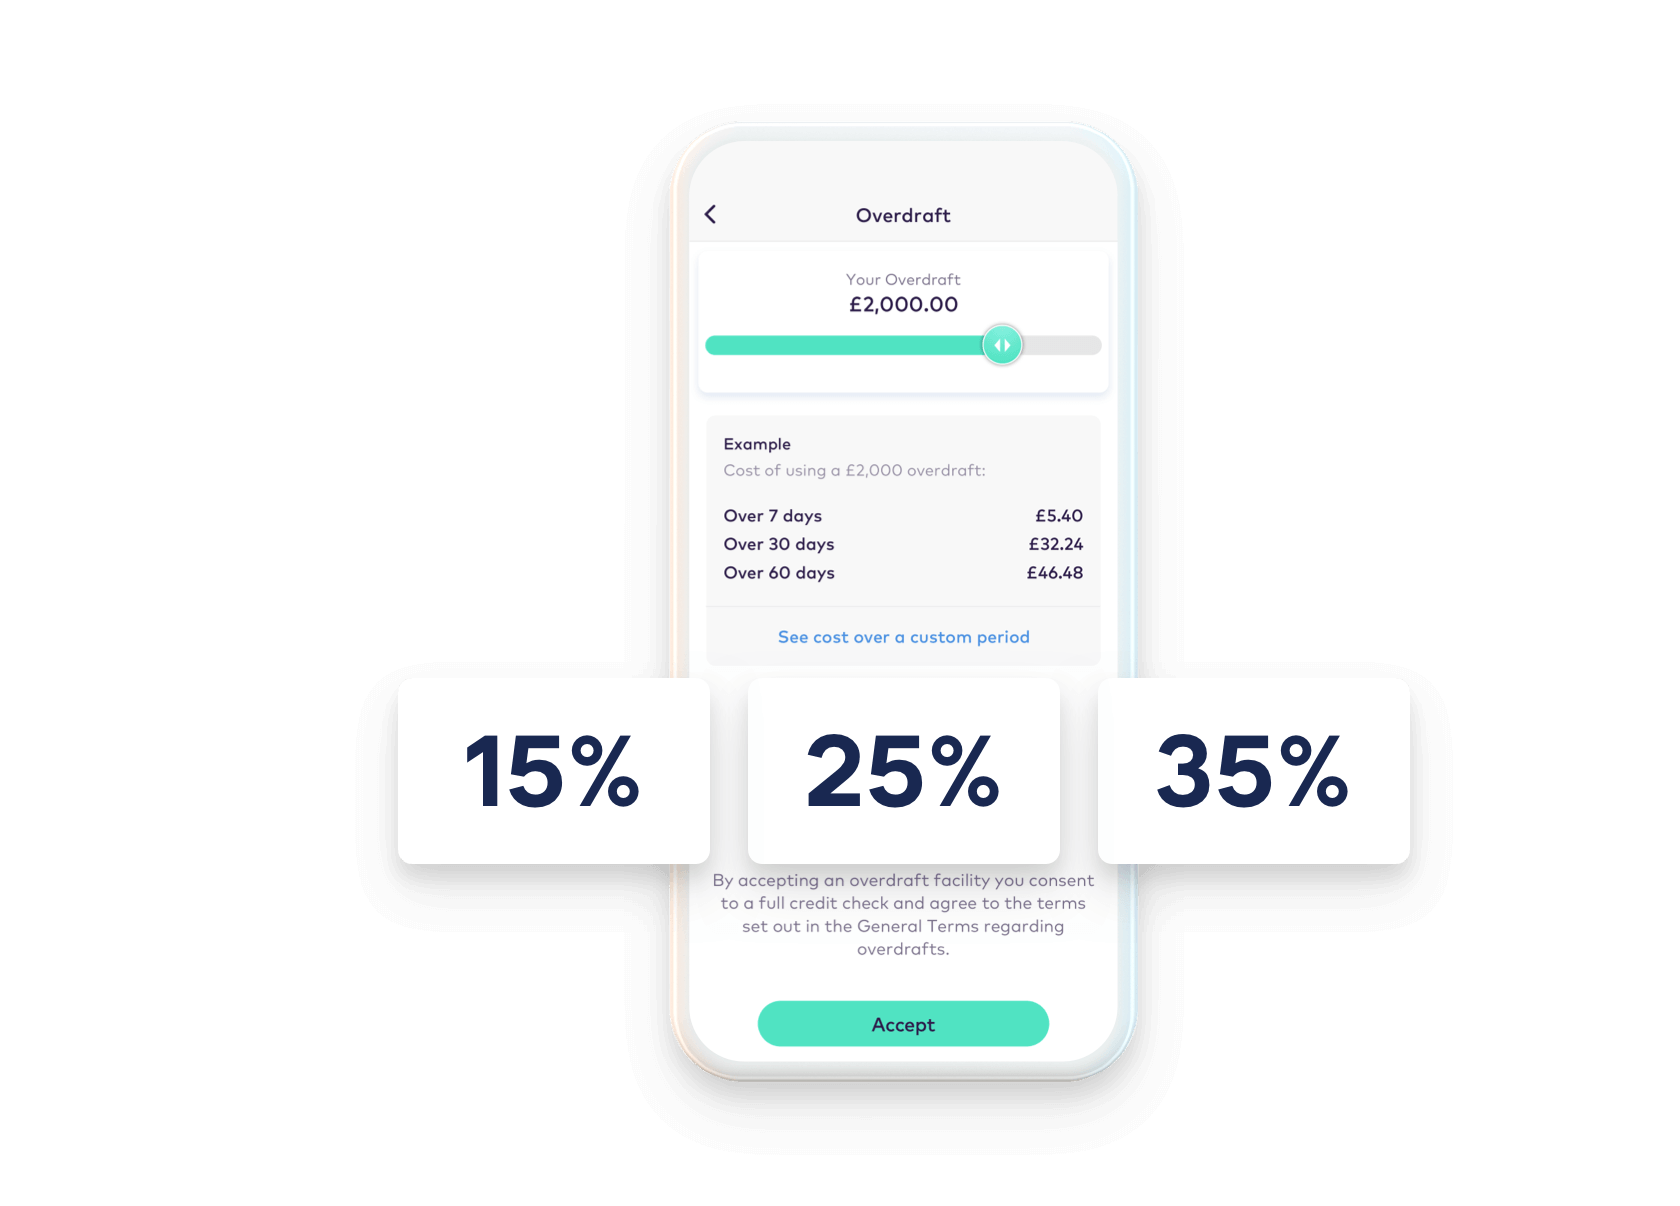 Overdraft
Your Overdraft
£2,000.00
Example
Cost of using a £2,000 overdraft:
Over 7 days £5.40
Over 30 days £32.24
Over 60 days £46.48
See cost over a custom period
15% 25% 35%
By accepting an overdraft facility you consent
to a full credit check and agree to the terms
set out in the General Terms regarding
overdrafts.
Accept